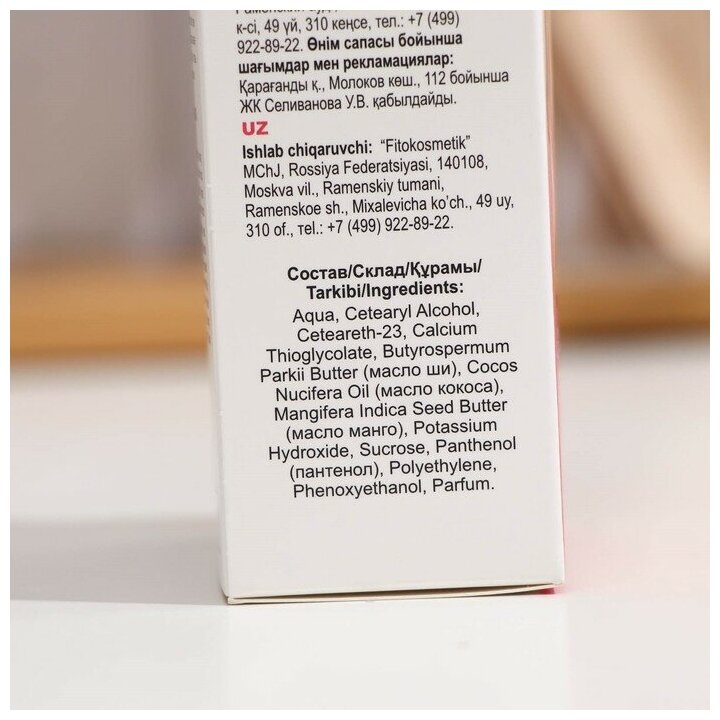 к-сі, 49 үй, 310 кеңсе, тел.: +7 (499)
922-89-22. Өнім сапасы бойынша
шағымдар мен рекламациялар:
Қарағанды қ., Молоков көш., 112 бойынша
ЖК Селиванова У.В. қабылдайды.
UZ
Ishlab chiqaruvchi: “Fitokosmetik”
MChJ, Rossiya Federatsiyasi, 140108,
Moskva vil., Ramenskiy tumani,
Ramenskoe sh., Mixalevicha ko’ch., 49 uy,
310 of., тел.: +7 (499) 922-89-22.
Состав/Склад/Құрамы/
Tarkibi/Ingredients:
Aqua, Cetearyl Alcohol,
Ceteareth-23, Calcium
Thioglycolate, Butyrospermum
Parkii Butter (масло ши), Cocos
Nucifera Oil (масло кокоса),
Mangifera Indica Seed Butter
(масло манго), Potassium
Hydroxide, Sucrose, Panthenol
(пантенол), Polyethylene,
Phenoxyethanol, Parfum.